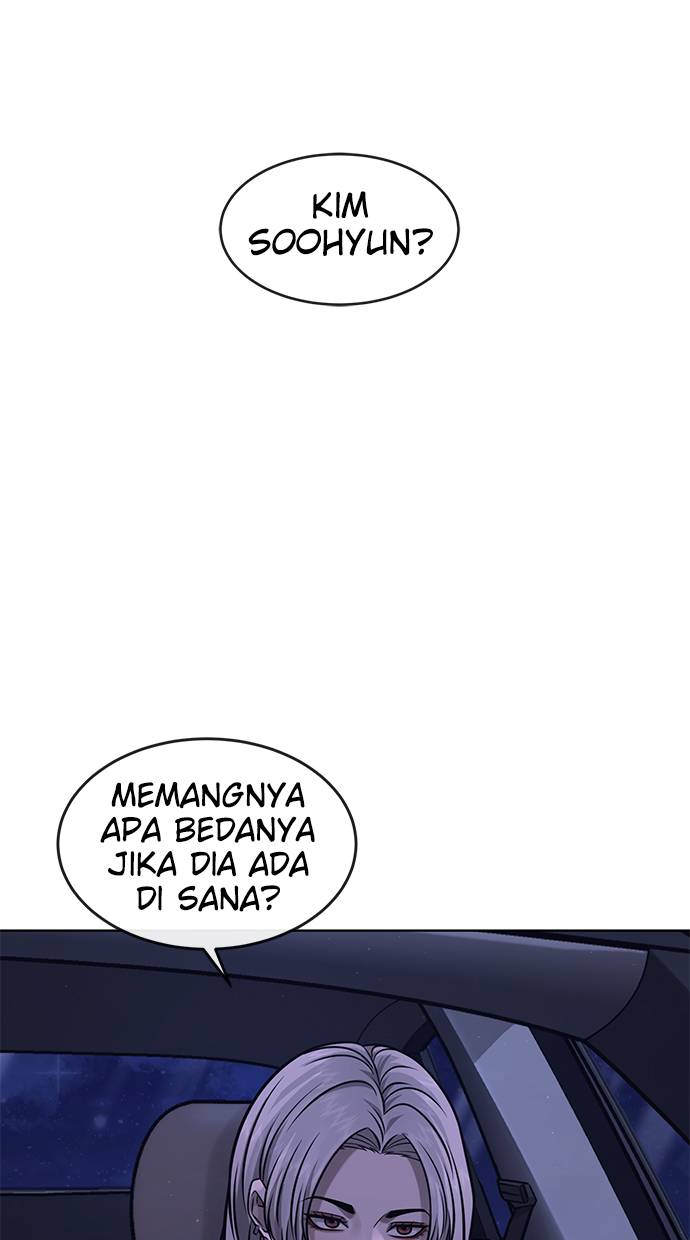 KIM
SOOHYUN?
MEMANGNYA
APA BEDANYA
JIKA DIA ADA
DI SANA?